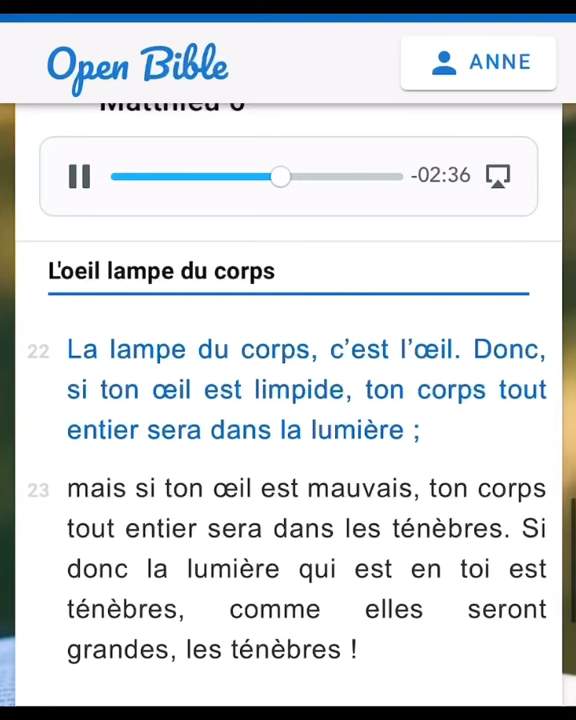 Open Bible
ANNE
Matthieu 6
-02:36
L'oeil lampe du corps
22 La lampe du corps, c’est l’œil. Donc,
si ton œil est limpide, ton corps tout
entier sera dans la lumière ;
23 mais si ton œil est mauvais, ton corps
tout entier sera dans les ténèbres. Si
donc la lumière qui est en toi est
ténèbres, comme elles seront
grandes, les ténèbres !